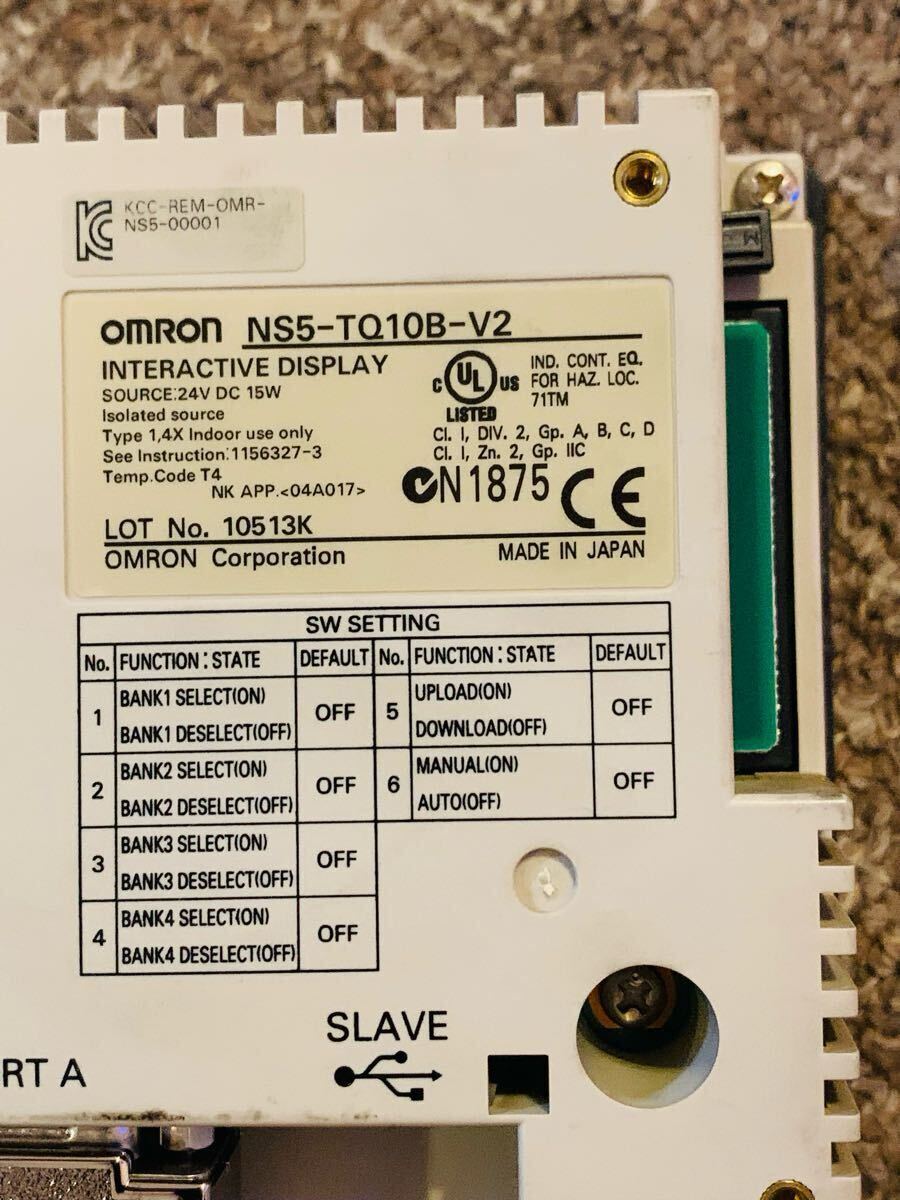 KCC-REM-OMR-
NS5-00001
OMRON NS5-TQ10B-V2
INTERACTIVE DISPLAY
SOURCE:24V DC 15W
Isolated source
Type 1,4X Indoor use only
See Instruction:1156327-3
Temp.Code T4
NK APP.<04A017>
C UL US
LISTED
IND. CONT. EQ.
FOR HAZ. LOC.
71TM
Cl. I, DIV. 2, Gp. A, B, C, D
Cl. I, Zn. 2, Gp. IIC
N1875 CE
LOT No. 10513K
OMRON Corporation
MADE IN JAPAN
SW SETTING
No. FUNCTION:STATE DEFAULT No. FUNCTION:STATE DEFAULT
1 BANK1 SELECT(ON)
BANK1 DESELECT(OFF) OFF
5 UPLOAD(ON)
DOWNLOAD(OFF) OFF
2 BANK2 SELECT(ON)
BANK2 DESELECT(OFF) OFF
6 MANUAL(ON)
AUTO(OFF) OFF
3 BANK3 SELECT(ON)
BANK3 DESELECT(OFF) OFF
4 BANK4 SELECT(ON)
BANK4 DESELECT(OFF) OFF
SLAVE
RT A